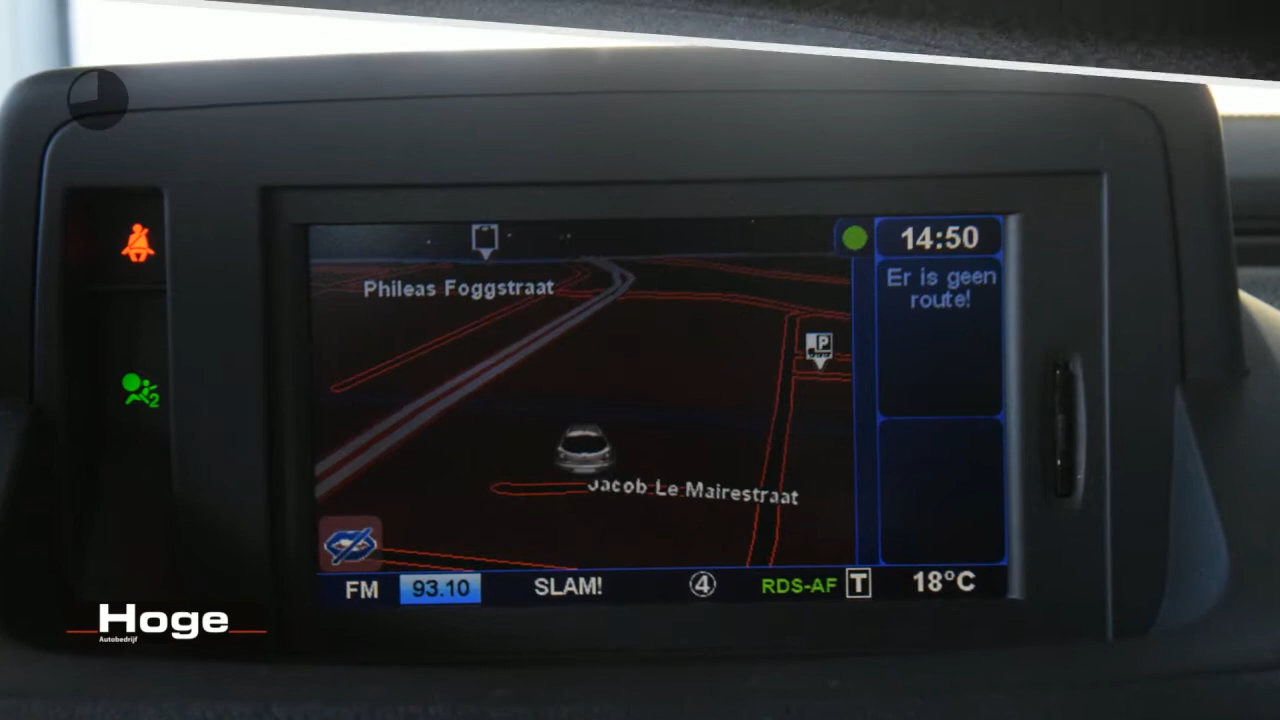 14:50
Er is geen
route!
Phileas Foggstraat
P
2
Jacob Le Mairestraat
FM 93.10 SLAM! 4 RDS-AF T 18°C
Hoge
Autobedrijf